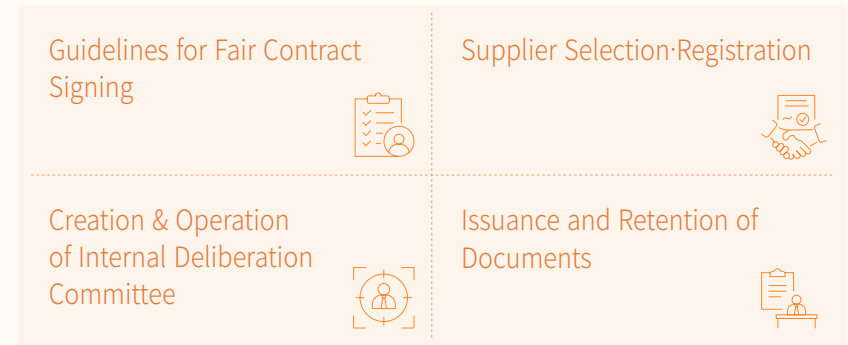 Guidelines for Fair Contract
Signing
Supplier Selection·Registration
Creation & Operation
of Internal Deliberation
Committee
Issuance and Retention of
Documents